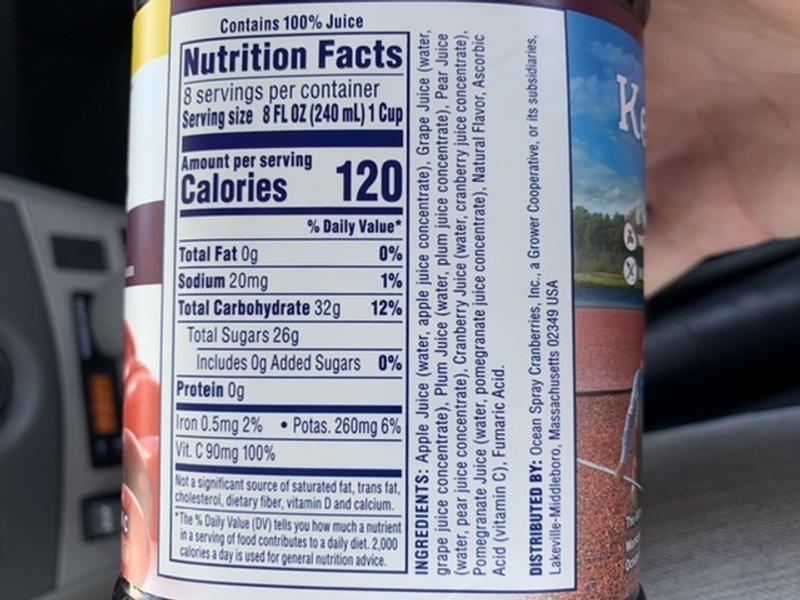 Contains 100% Juice
Nutrition Facts
8 servings per container
Serving size 8 FL OZ (240 mL) 1 Cup
Amount per serving
Calories 120
% Daily Value*
Total Fat 0g 0%
Sodium 20mg 1%
Total Carbohydrate 32g 12%
Total Sugars 26g
Includes 0g Added Sugars 0%
Protein 0g
Iron 0.5mg 2% • Potas. 260mg 6%
Vit. C 90mg 100%
Not a significant source of saturated fat, trans fat,
cholesterol, dietary fiber, vitamin D and calcium.
*The % Daily Value (DV) tells you how much a nutrient
in a serving of food contributes to a daily diet. 2,000
calories a day is used for general nutrition advice.
INGREDIENTS: Apple Juice (water, apple juice concentrate), Grape Juice (water,
grape juice concentrate), Plum Juice (water, plum juice concentrate), Pear Juice
(water, pear juice concentrate), Cranberry Juice (water, cranberry juice concentrate),
Pomegranate Juice (water, pomegranate juice concentrate), Natural Flavor, Ascorbic
Acid (vitamin C), Fumaric Acid.
DISTRIBUTED BY: Ocean Spray Cranberries, Inc., a Grower Cooperative, or its subsidiaries,
Lakeville-Middleboro, Massachusetts 02349 USA